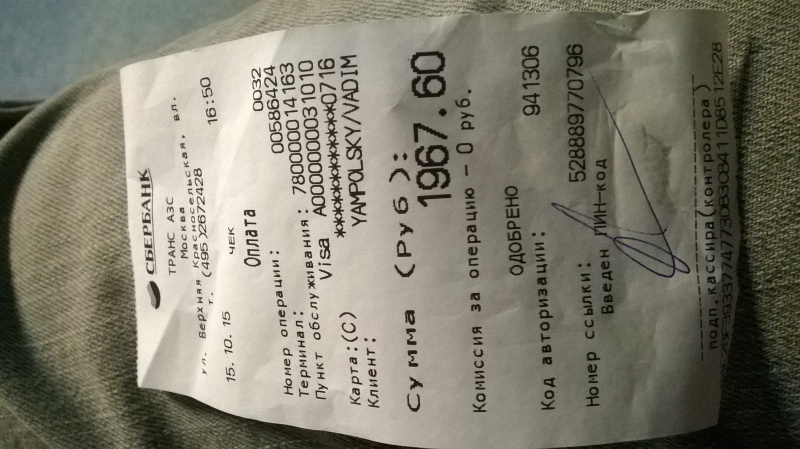 СБЕРБАНК
ТРАНС АЗС
Москва
ул. Верхняя Красносельская, вл.
т. (495)2672428
15.10.15 ЧЕК 16:50
Оплата
Номер операции: 0032
Терминал: 00586424
Пункт обслуживания: 780000014163
Visa A0000000031010
Карта:(C) ************0716
Клиент: YAMPOLSKY/VADIM
Сумма (Руб):
1967.60
Комиссия за операцию – 0 руб.
ОДОБРЕНО
Код авторизации: 941306
Номер ссылки: 528889770796
Введен ПИН-код
подп.кассира(контролера)